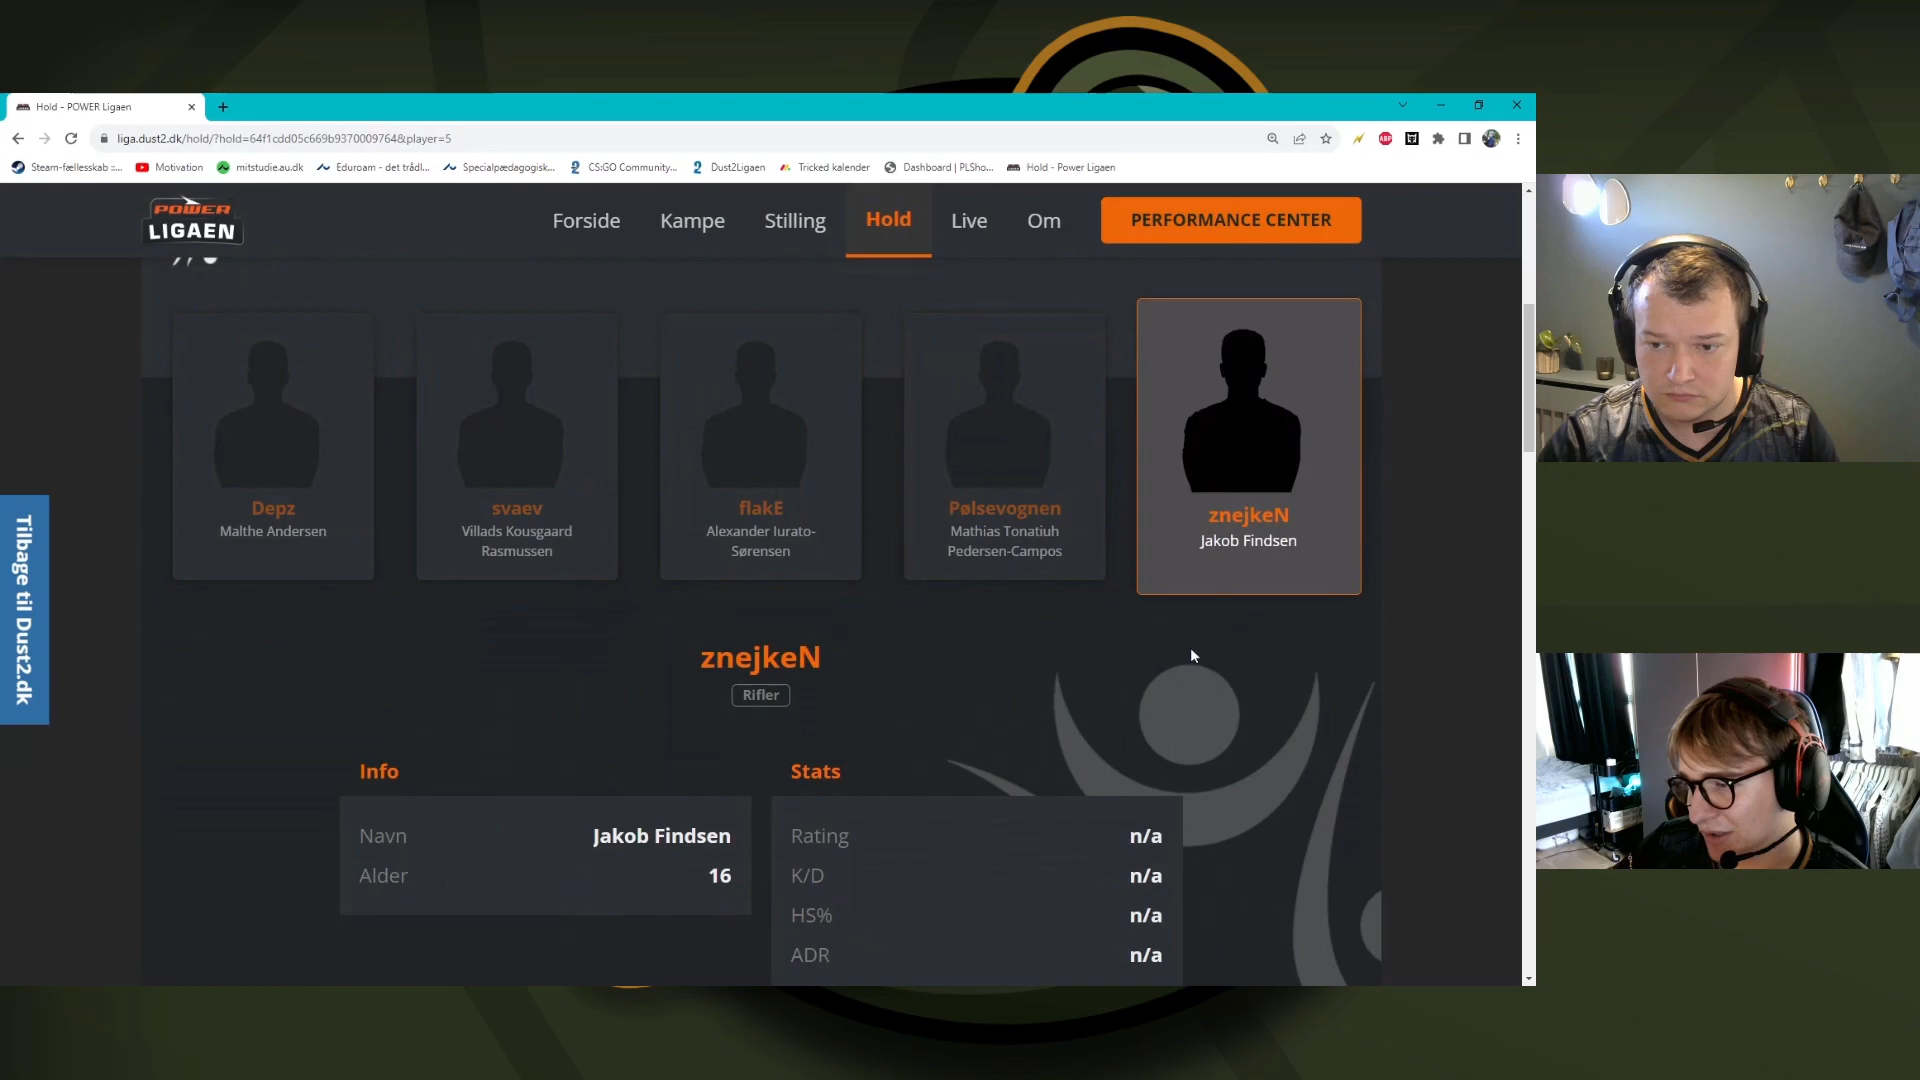 Hold - POWER Ligaen
liga.dust2.dk/hold/?hold=64f1cdd05c669b9370009764&player=5
ABP
Steam-fællesskab ::...
Motivation
mitstudie.au.dk
Eduroam - det trådl...
Specialpædagogisk...
CS:GO Community...
Dust2Ligaen
Tricked kalender
Dashboard | PLSho...
Hold - Power Ligaen
POWER
LIGAEN
Forside
Kampe
Stilling
Hold
Live
Om
PERFORMANCE CENTER
Depz
Malthe Andersen
svaev
Villads Kousgaard
Rasmussen
flakE
Alexander Iurato-
Sørensen
Pølsevognen
Mathias Tonatiuh
Pedersen-Campos
znejkeN
Jakob Findsen
Tilbage til Dust2.dk
znejkeN
Rifler
Info
Navn Jakob Findsen
Alder 16
Stats
Rating n/a
K/D n/a
HS% n/a
ADR n/a